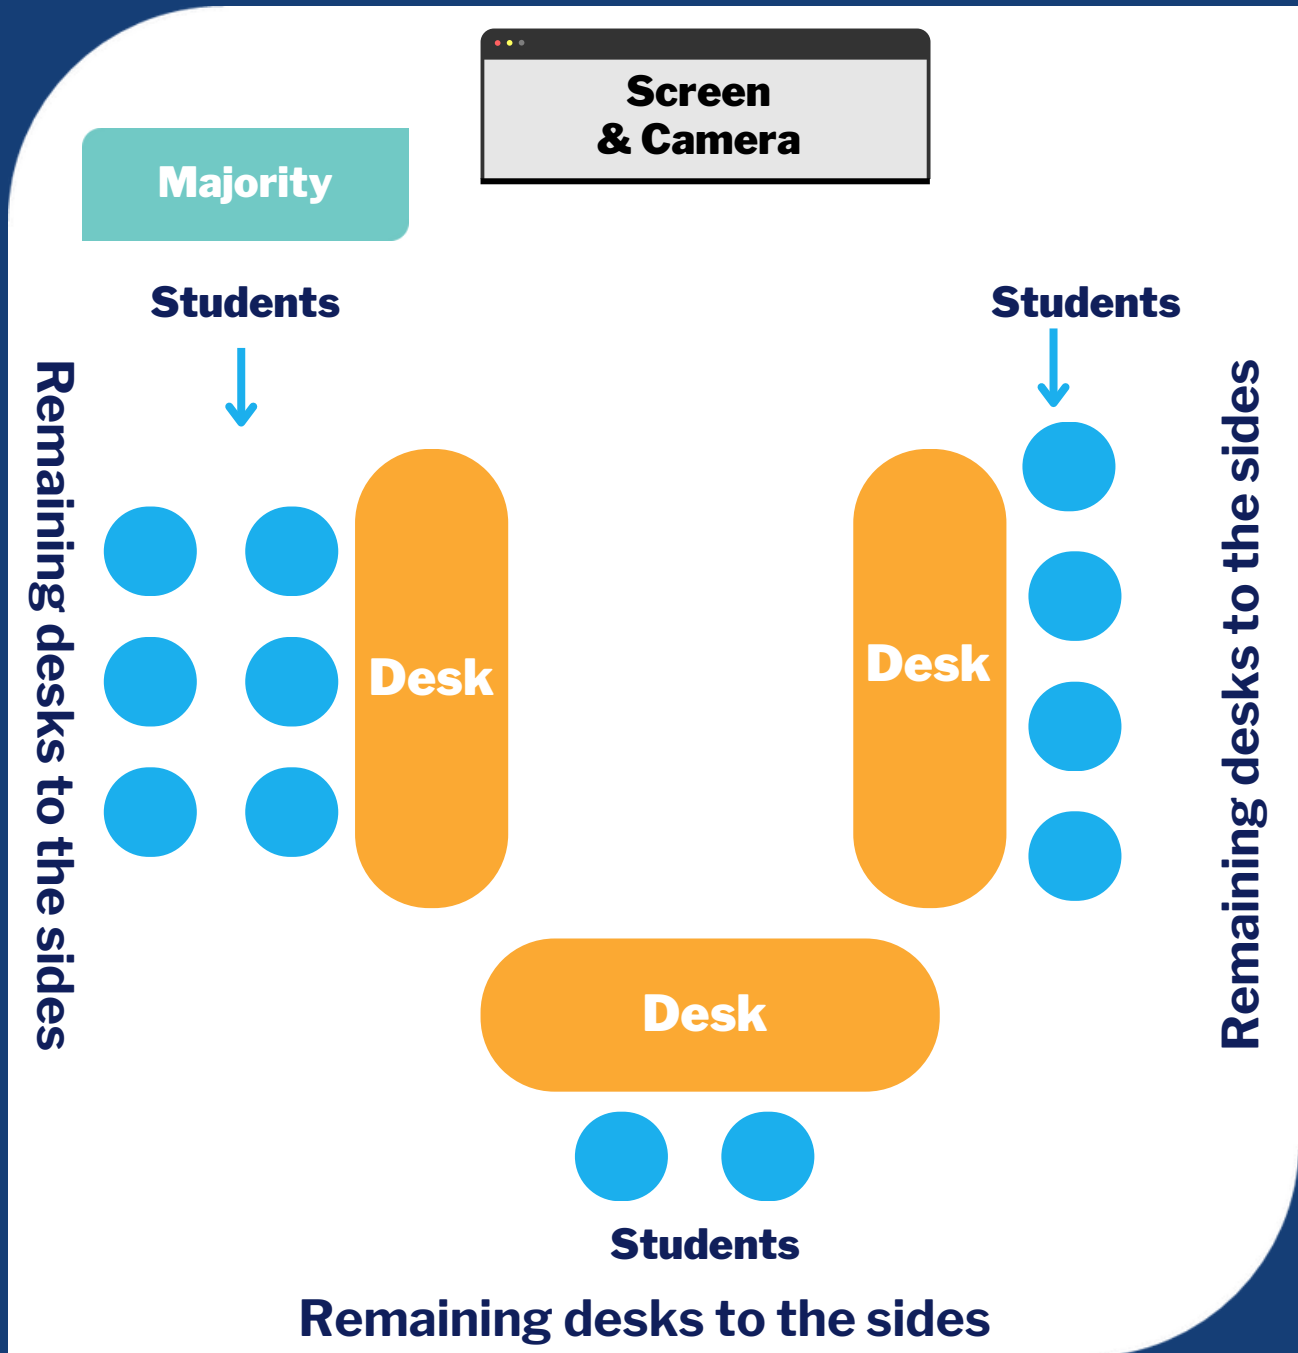 Screen
& Camera
Majority
Students
Students
Remaining desks to the sides
Remaining desks to the sides
Desk
Desk
Desk
Students
Remaining desks to the sides